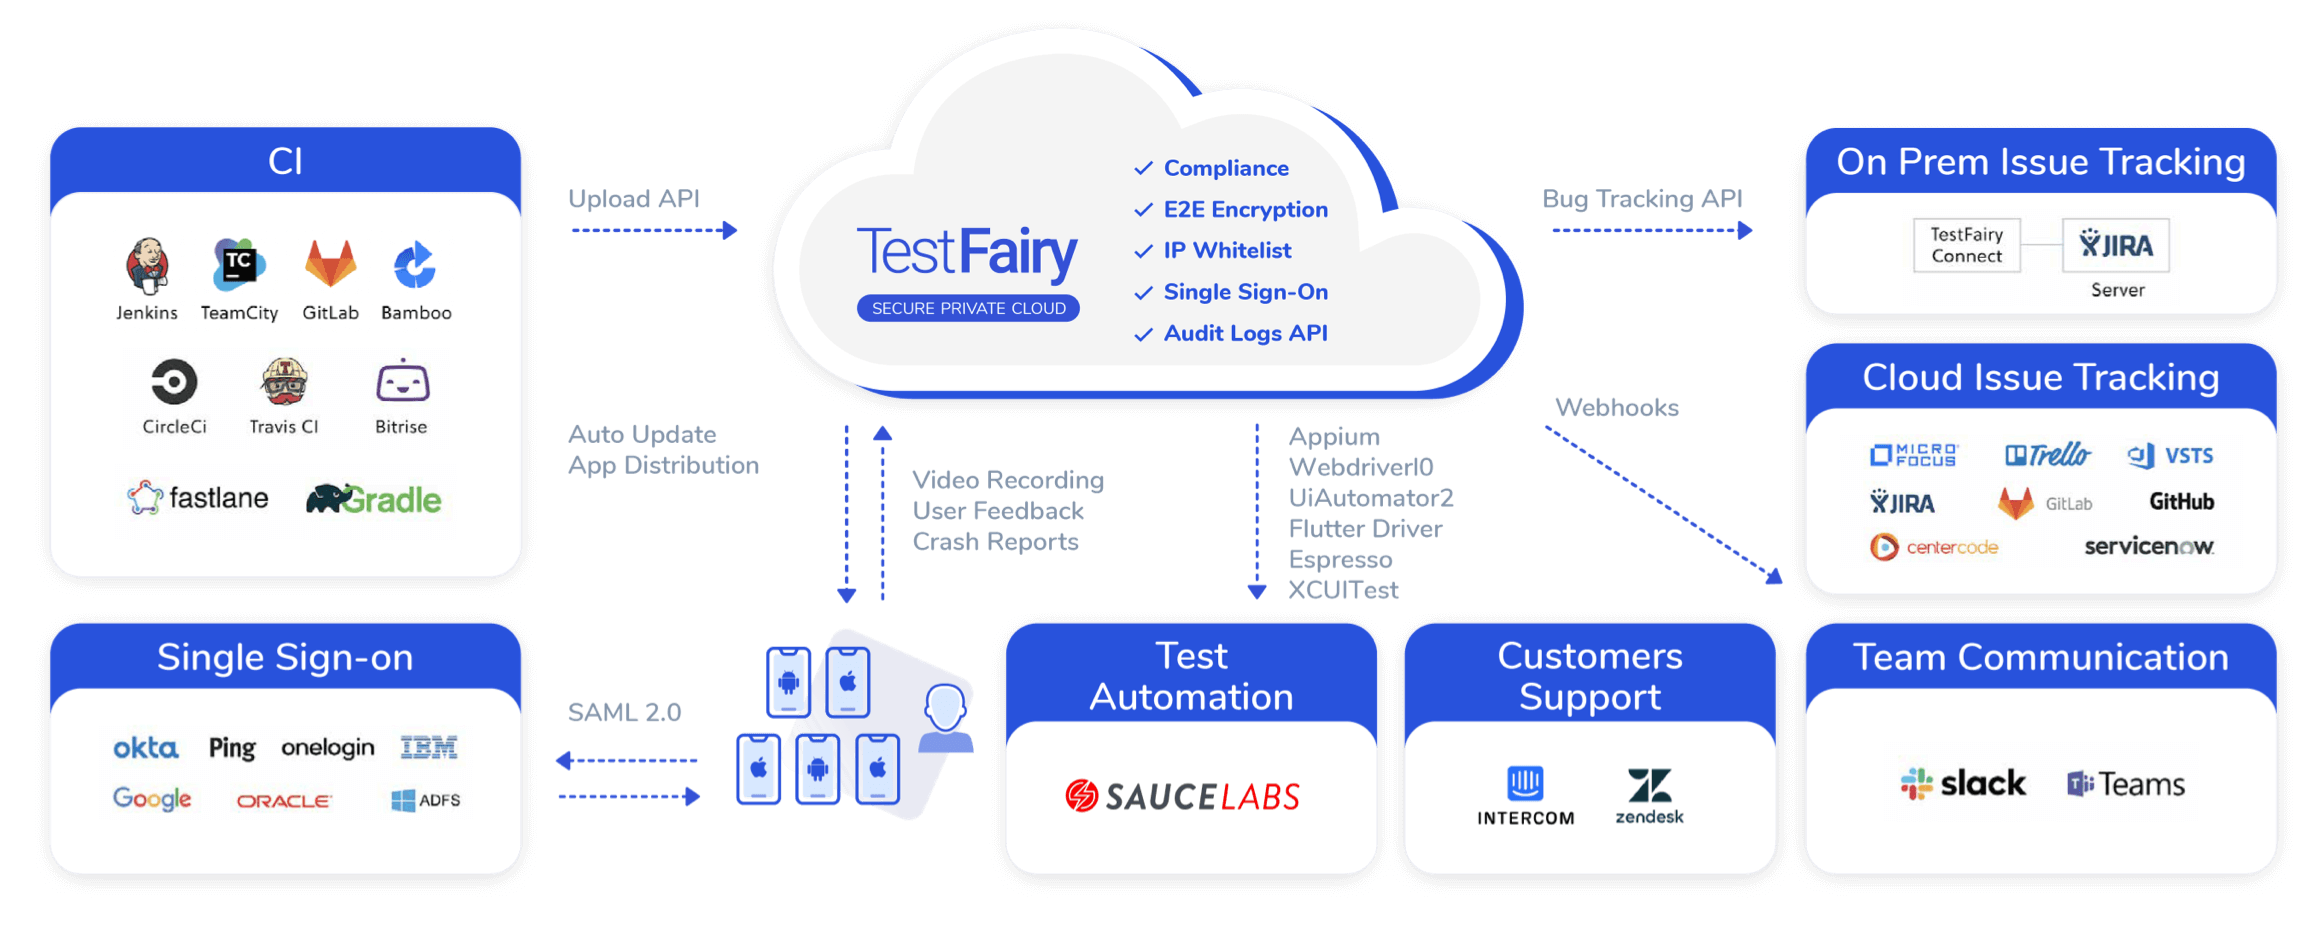 CI
TC
Jenkins
TeamCity
GitLab
Bamboo
T
CircleCi
Travis CI
Bitrise
fastlane
Gradle
Single Sign-on
okta
Ping
onelogin
IBM
Google
ORACLE
ADFS
Upload API
Auto Update
App Distribution
SAML 2.0
TestFairy
SECURE PRIVATE CLOUD
Compliance
E2E Encryption
IP Whitelist
Single Sign-On
Audit Logs API
Video Recording
User Feedback
Crash Reports
Appium
WebdriverI0
UiAutomator2
Flutter Driver
Espresso
XCUITest
Test
Automation
SAUCELABS
Customers
Support
INTERCOM
zendesk
Bug Tracking API
Webhooks
On Prem Issue Tracking
TestFairy
Connect
JIRA
Server
Cloud Issue Tracking
MICRO
FOCUS
Trello
VSTS
JIRA
GitLab
GitHub
centercode
servicenow
Team Communication
slack
Teams